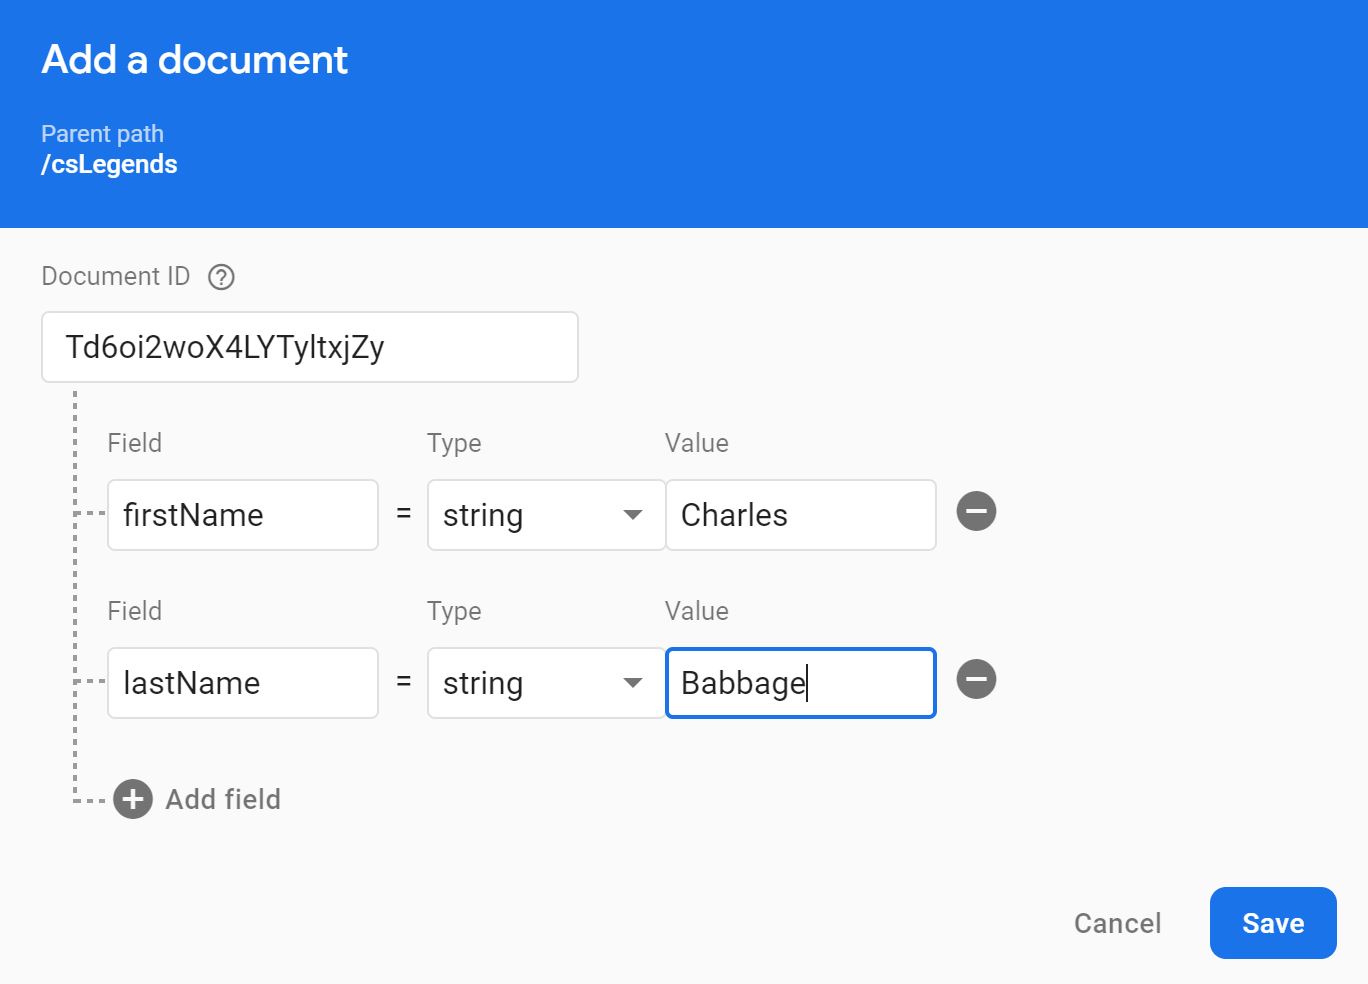 Add a document
Parent path
/csLegends
Document ID ?
Td6oi2woX4LYTyltxjZy
Field Type Value
firstName = string Charles
Field Type Value
lastName = string Babbage
Add field
Cancel Save